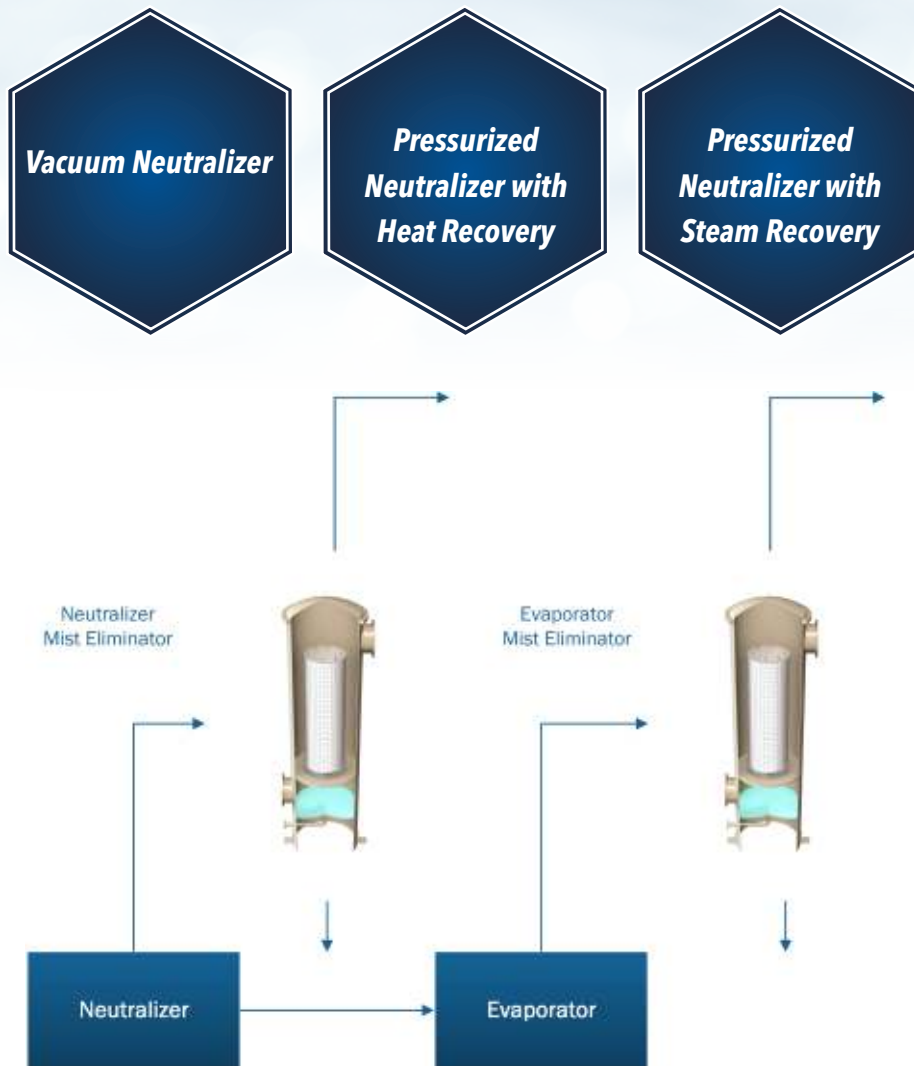 Vacuum Neutralizer
Pressurized
Neutralizer with
Heat Recovery
Pressurized
Neutralizer with
Steam Recovery
Neutralizer
Mist Eliminator
Evaporator
Mist Eliminator
Neutralizer
Evaporator